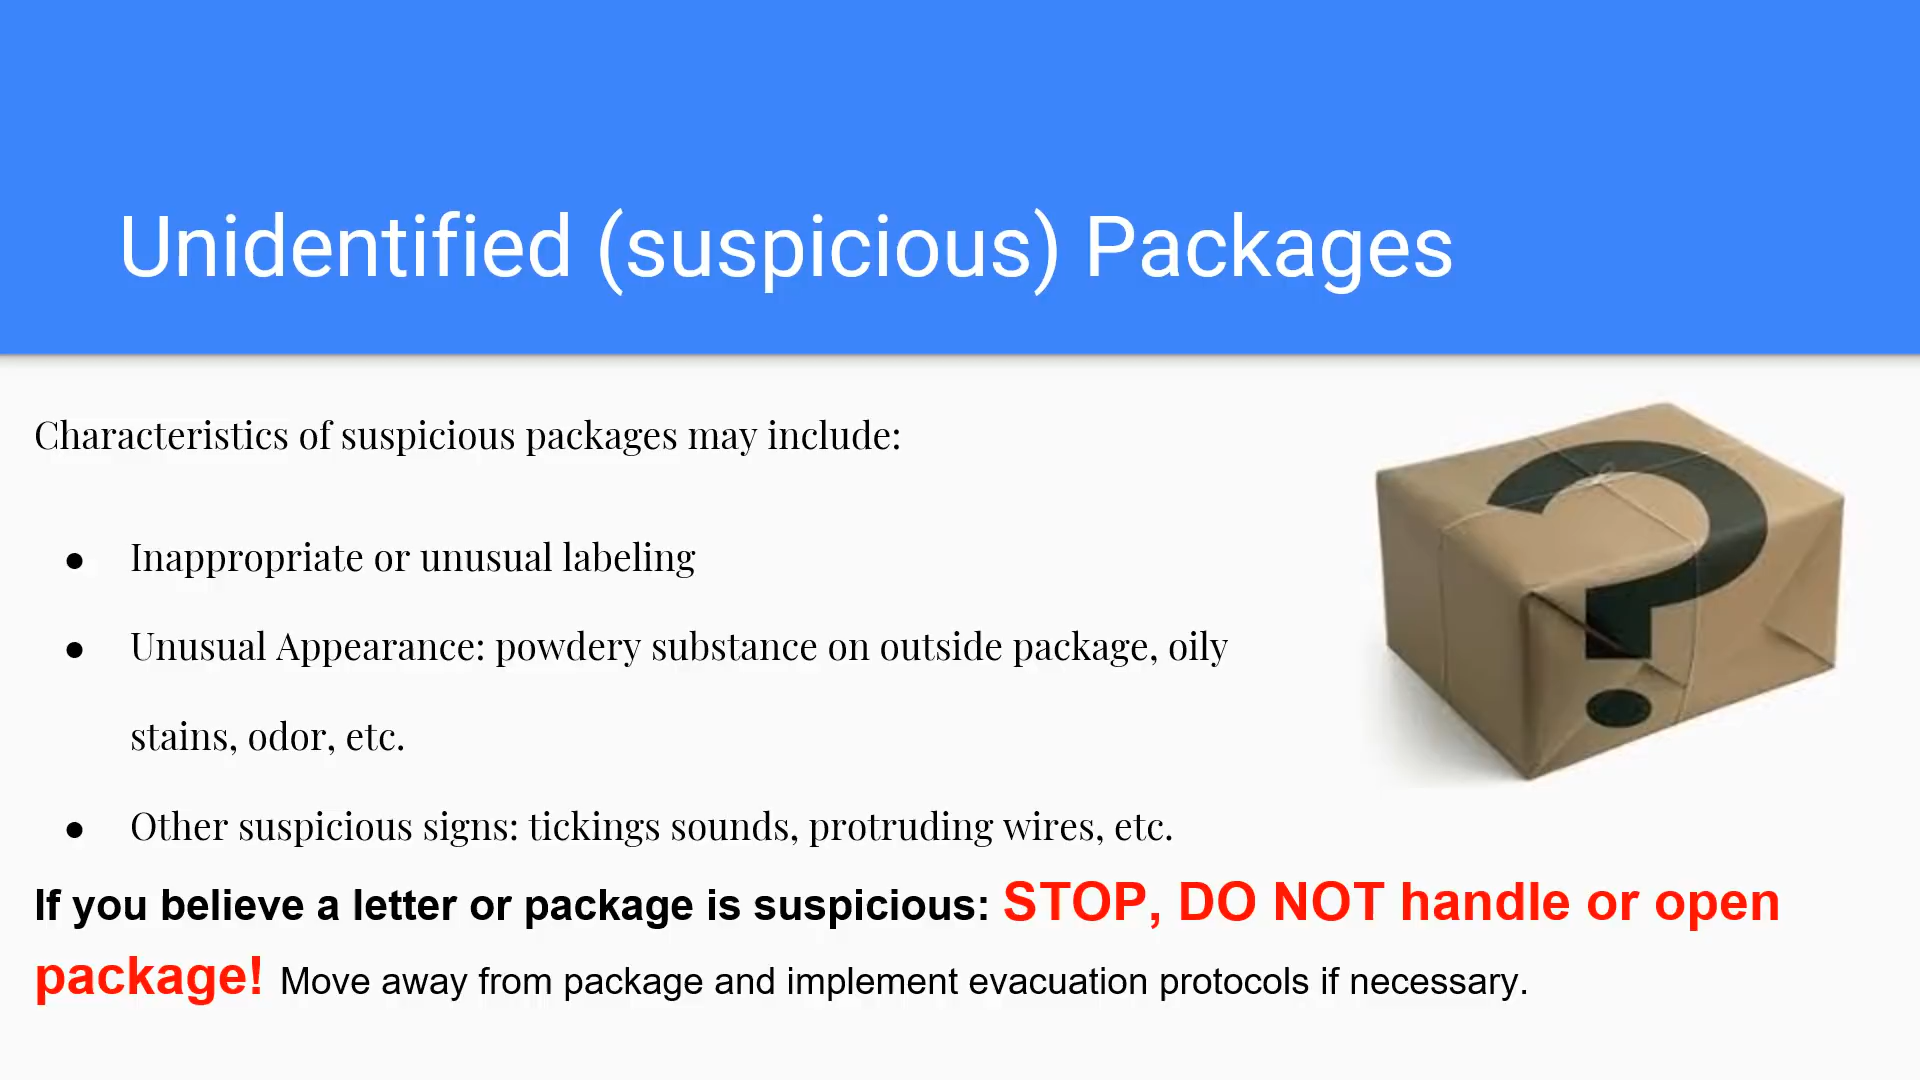 Unidentified (suspicious) Packages
Characteristics of suspicious packages may include:
● Inappropriate or unusual labeling
● Unusual Appearance: powdery substance on outside package, oily
stains, odor, etc.
● Other suspicious signs: tickings sounds, protruding wires, etc.
If you believe a letter or package is suspicious: STOP, DO NOT handle or open
package! Move away from package and implement evacuation protocols if necessary.
?